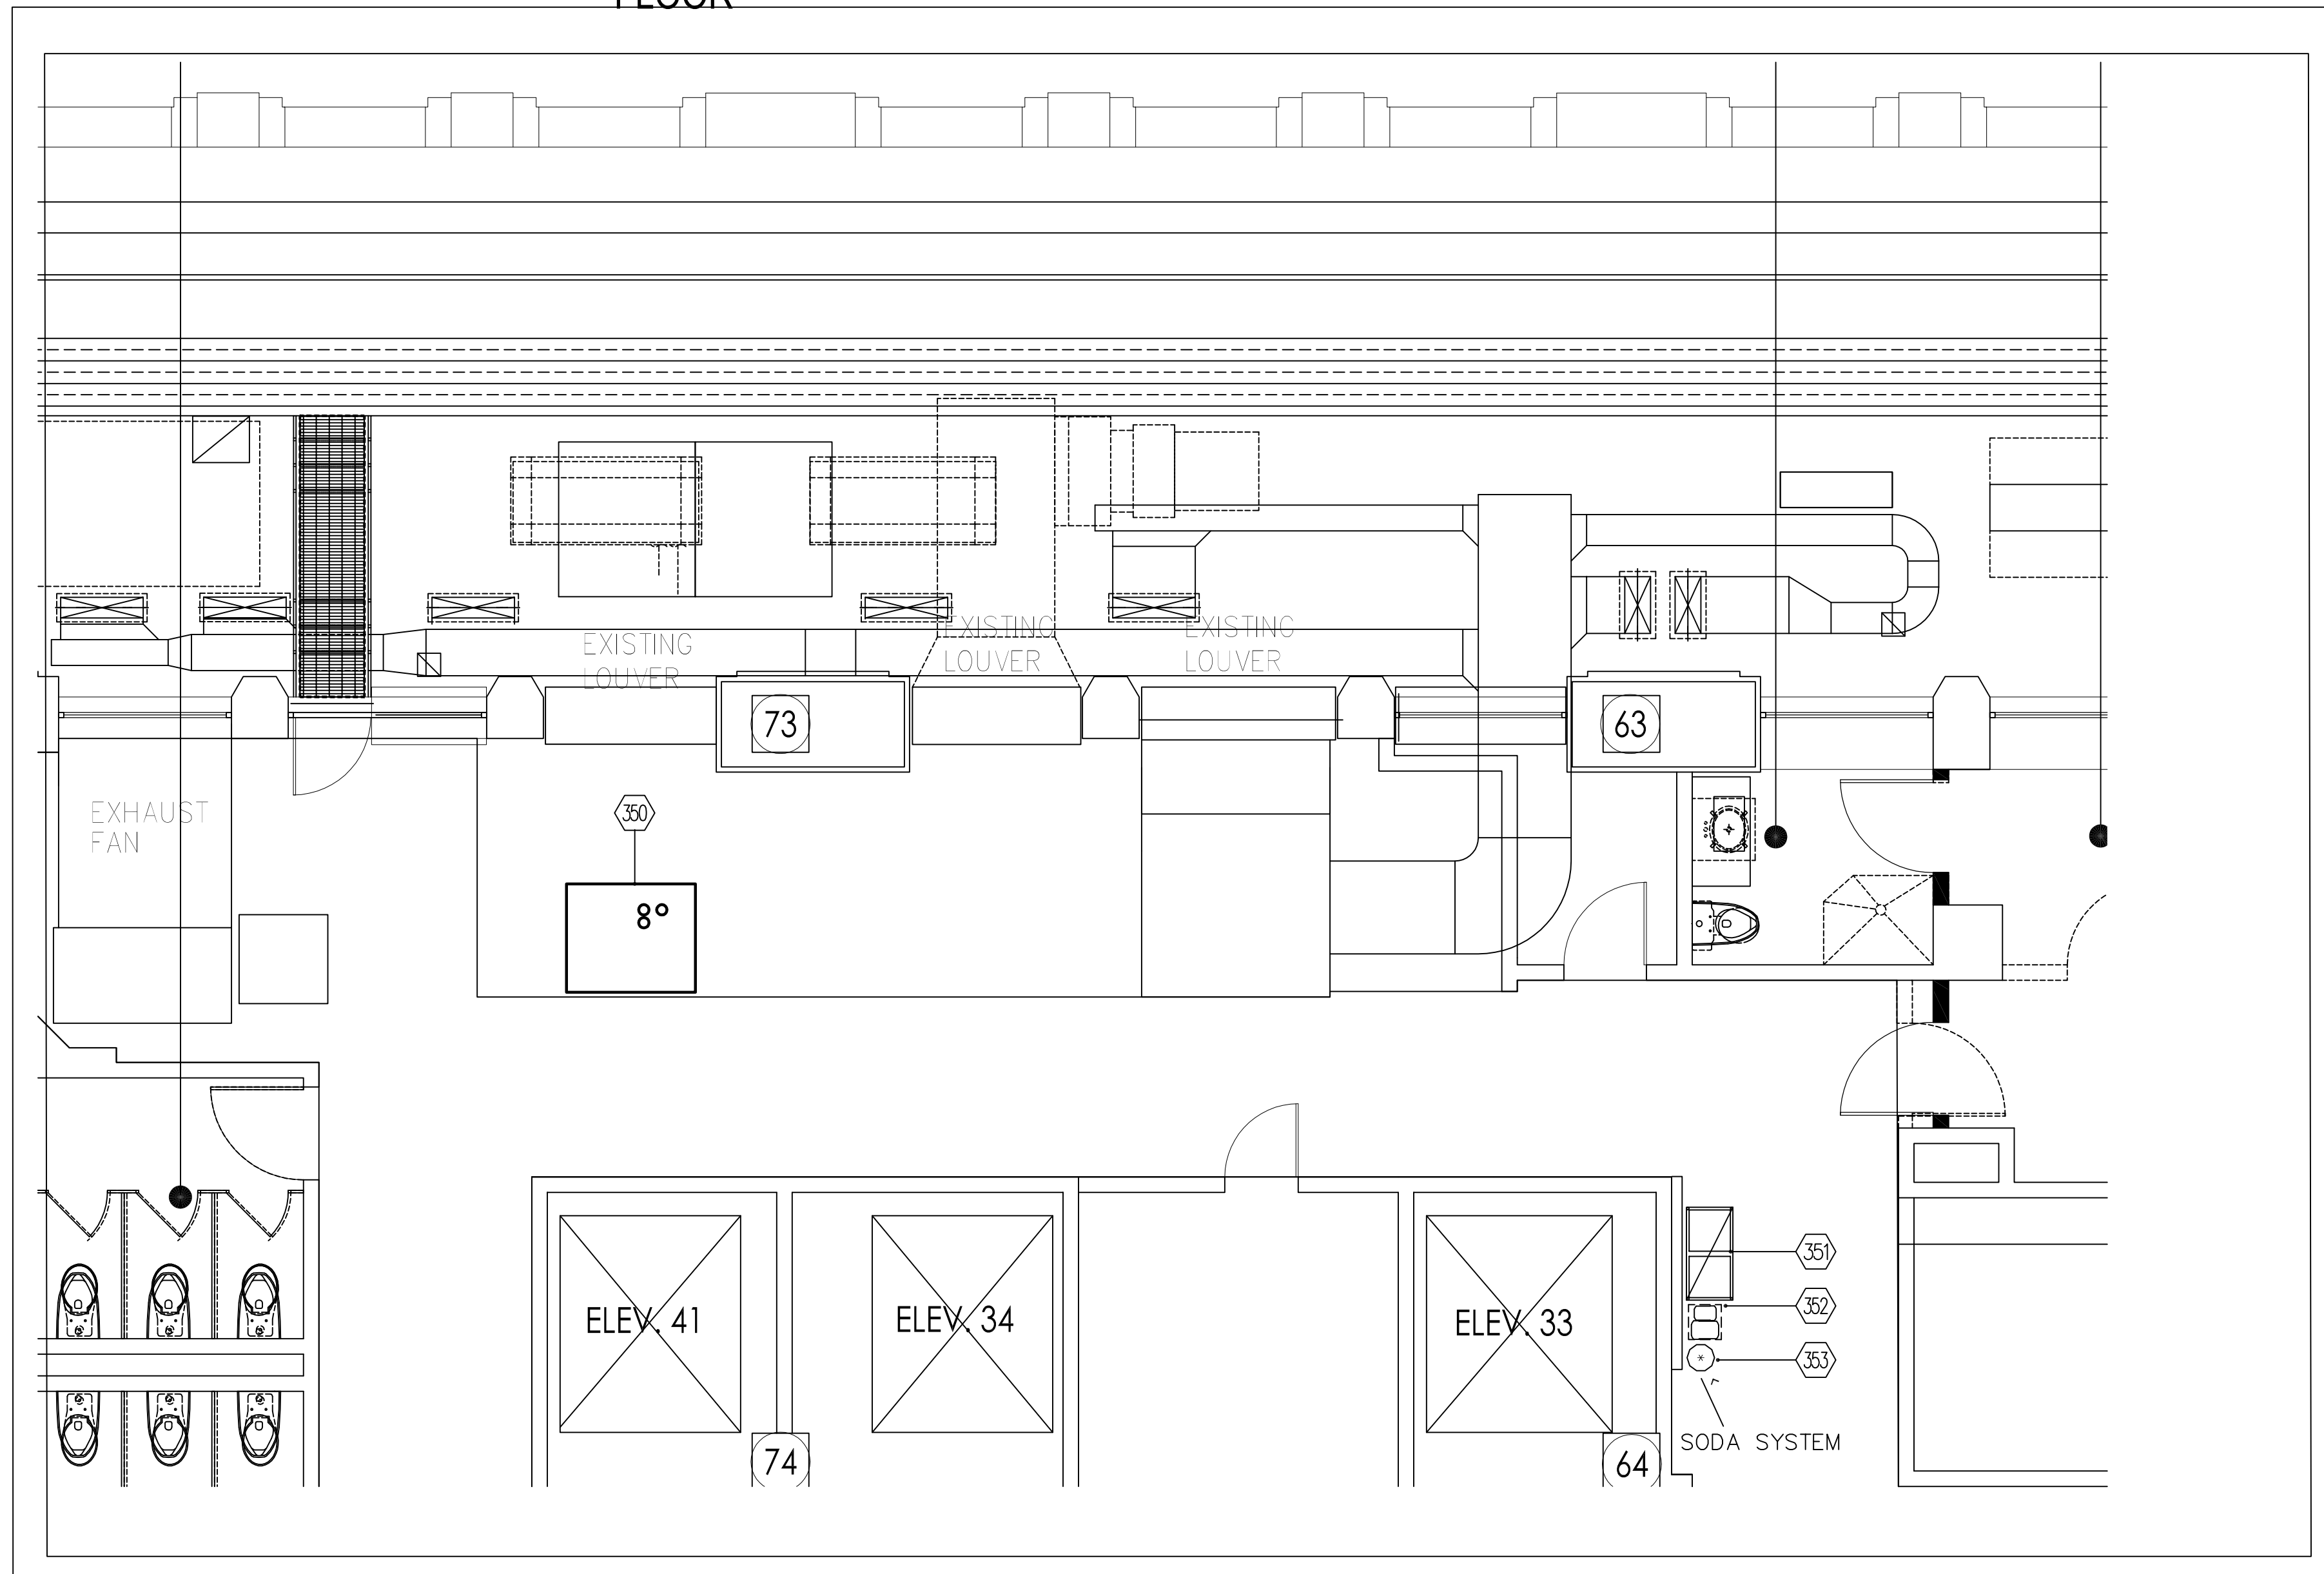 FLOOR
EXISTING
LOUVER
EXISTING
LOUVER
EXISTING
LOUVER
73
63
EXHAUST
FAN
350
8°
351
352
353
ELEV. 41
ELEV. 34
ELEV. 33
SODA SYSTEM
74
64